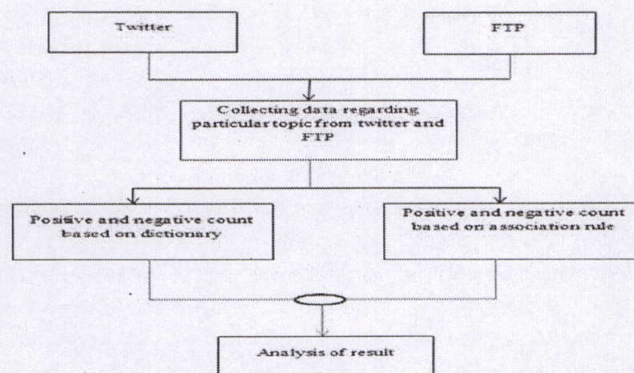 Twitter
FTP
Collecting data regarding
particular topic from twitter and
FTP
Positive and negative count
based on dictionary
Positive and negative count
based on association rule
Analysis of result